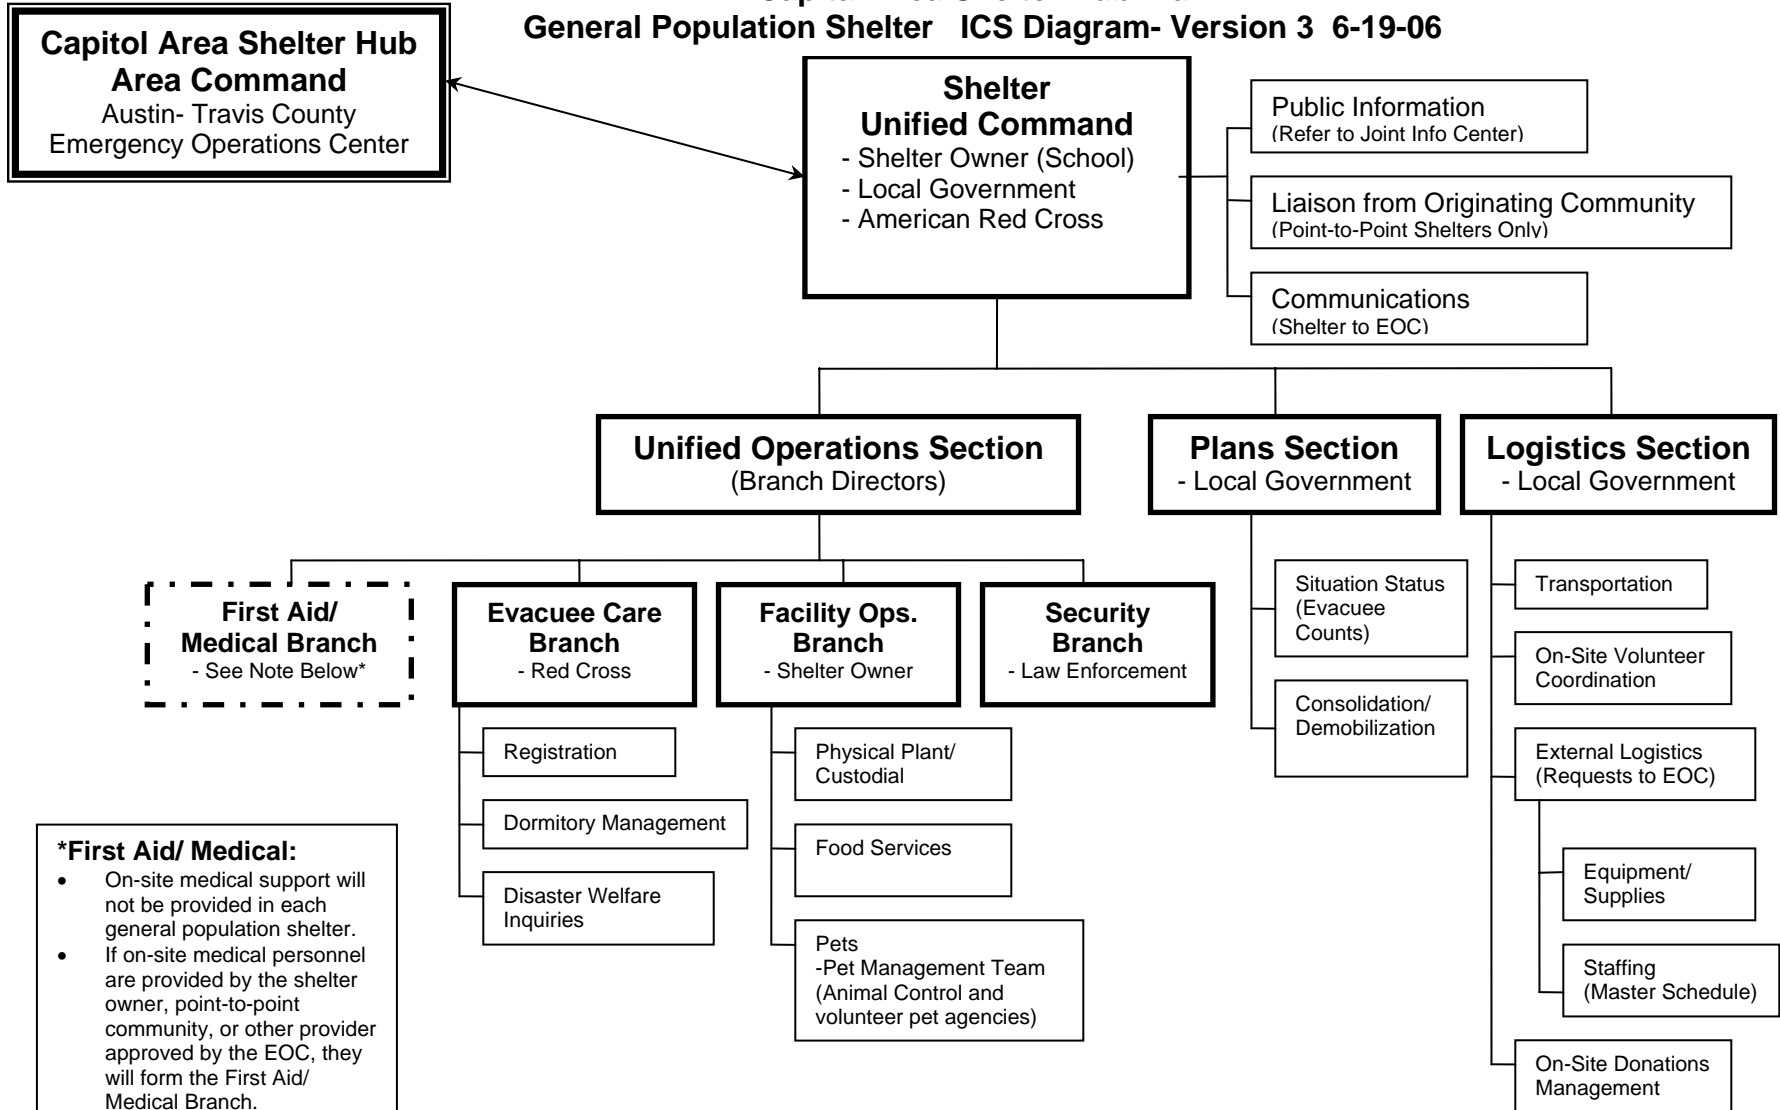 General Population Shelter   ICS Diagram- Version 3  6-19-06
Capitol Area Shelter Hub
Area Command
Austin- Travis County
Emergency Operations Center
Shelter
Unified Command
- Shelter Owner (School)
- Local Government
- American Red Cross
Public Information
(Refer to Joint Info Center)
Liaison from Originating Community
(Point-to-Point Shelters Only)
Communications
(Shelter to EOC)
Unified Operations Section
(Branch Directors)
Plans Section
- Local Government
Logistics Section
- Local Government
First Aid/
Medical Branch
- See Note Below*
Evacuee Care
Branch
- Red Cross
Facility Ops.
Branch
- Shelter Owner
Security
Branch
- Law Enforcement
Situation Status
(Evacuee
Counts)
Consolidation/
Demobilization
Transportation
On-Site Volunteer
Coordination
External Logistics
(Requests to EOC)
Equipment/
Supplies
Staffing
(Master Schedule)
On-Site Donations
Management
Registration
Dormitory Management
Disaster Welfare
Inquiries
Physical Plant/
Custodial
Food Services
Pets
-Pet Management Team
(Animal Control and
volunteer pet agencies)
*First Aid/ Medical:
• On-site medical support will
not be provided in each
general population shelter.
• If on-site medical personnel
are provided by the shelter
owner, point-to-point
community, or other provider
approved by the EOC, they
will form the First Aid/
Medical Branch.